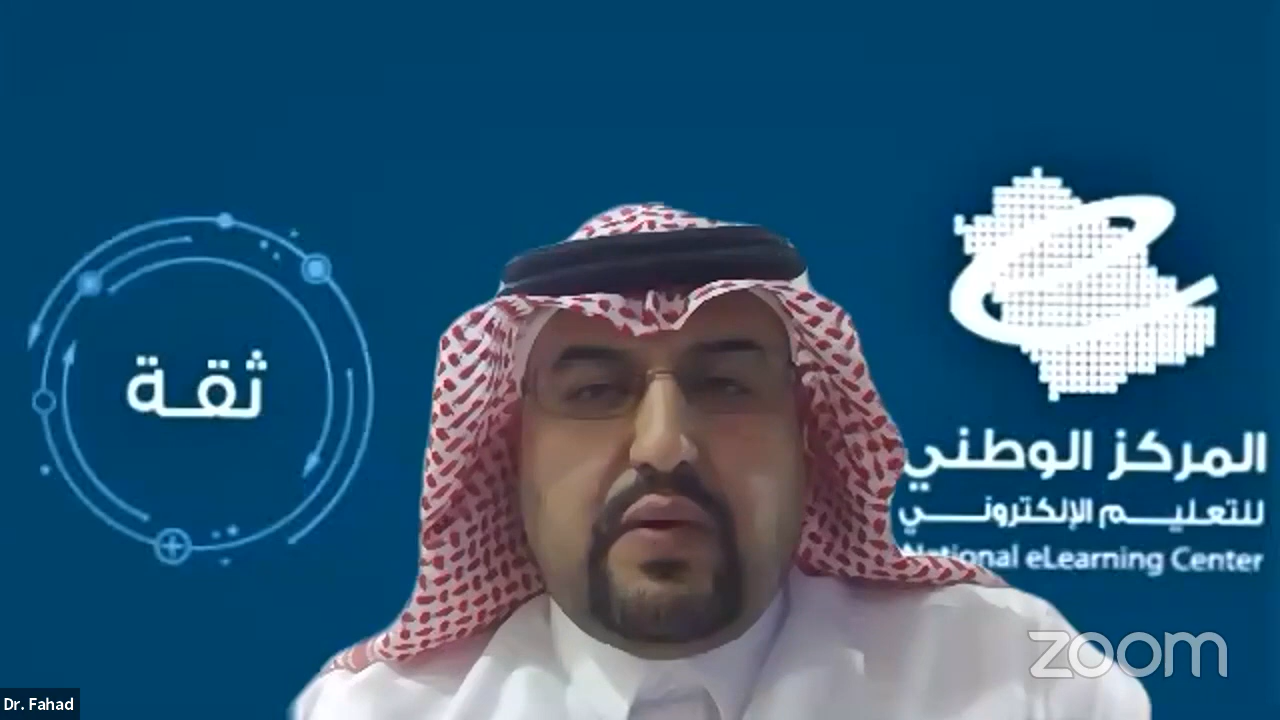 ثقة
المركز الوطني
للتعليم الإلكتروني
National eLearning Center
zoom
Dr. Fahad